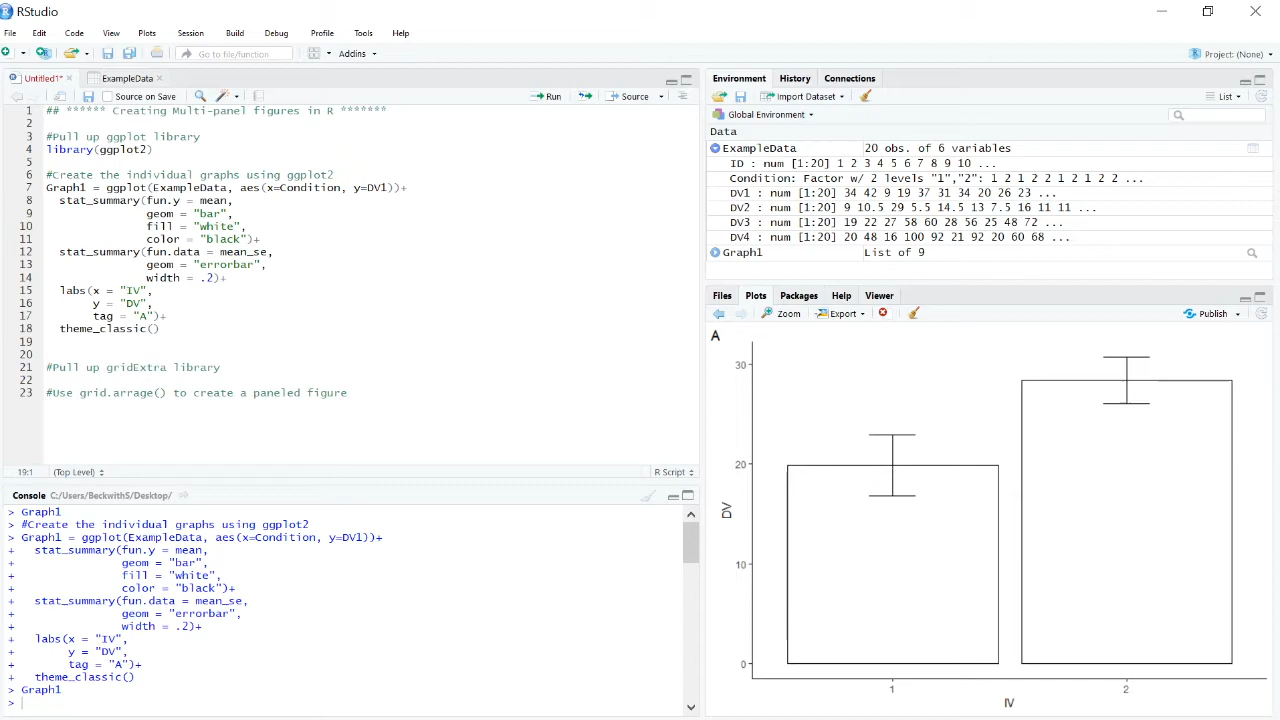 RStudio
File Edit Code View Plots Session Build Debug Profile Tools Help
Go to file/function Addins Project: (None)
Untitled1* ExampleData
Source on Save Run Source
1 ## ****** Creating Multi-panel figures in R *******
2
3 #Pull up ggplot library
4 library(ggplot2)
5
6 #Create the individual graphs using ggplot2
7 Graph1 = ggplot(ExampleData, aes(x=Condition, y=DV1))+
8 stat_summary(fun.y = mean,
9 geom = "bar",
10 fill = "white",
11 color = "black")+
12 stat_summary(fun.data = mean_se,
13 geom = "errorbar",
14 width = .2)+
15 labs(x = "IV",
16 y = "DV",
17 tag = "A")+
18 theme_classic()
19
20
21 #Pull up gridExtra library
22
23 #Use grid.arrage() to create a paneled figure
19:1 (Top Level) R Script
Console C:/Users/BeckwithS/Desktop/
> Graph1
> #Create the individual graphs using ggplot2
> Graph1 = ggplot(ExampleData, aes(x=Condition, y=DV1))+
+ stat_summary(fun.y = mean,
+ geom = "bar",
+ fill = "white",
+ color = "black")+
+ stat_summary(fun.data = mean_se,
+ geom = "errorbar",
+ width = .2)+
+ labs(x = "IV",
+ y = "DV",
+ tag = "A")+
+ theme_classic()
> Graph1
>
Environment History Connections
Import Dataset List
Global Environment
Data
ExampleData 20 obs. of 6 variables
ID : num [1:20] 1 2 3 4 5 6 7 8 9 10 ...
Condition: Factor w/ 2 levels "1","2": 1 2 1 2 1 2 1 2 1 2 ...
DV1 : num [1:20] 34 42 9 19 37 31 34 20 26 23 ...
DV2 : num [1:20] 9 10.5 29 5.5 14.5 13 7.5 16 11 11 ...
DV3 : num [1:20] 19 22 27 58 60 28 56 25 48 72 ...
DV4 : num [1:20] 20 48 16 100 92 21 92 20 60 68 ...
Graph1 List of 9
Files Plots Packages Help Viewer
Zoom Export Publish
A
30
20
10
0
DV
1 2
IV